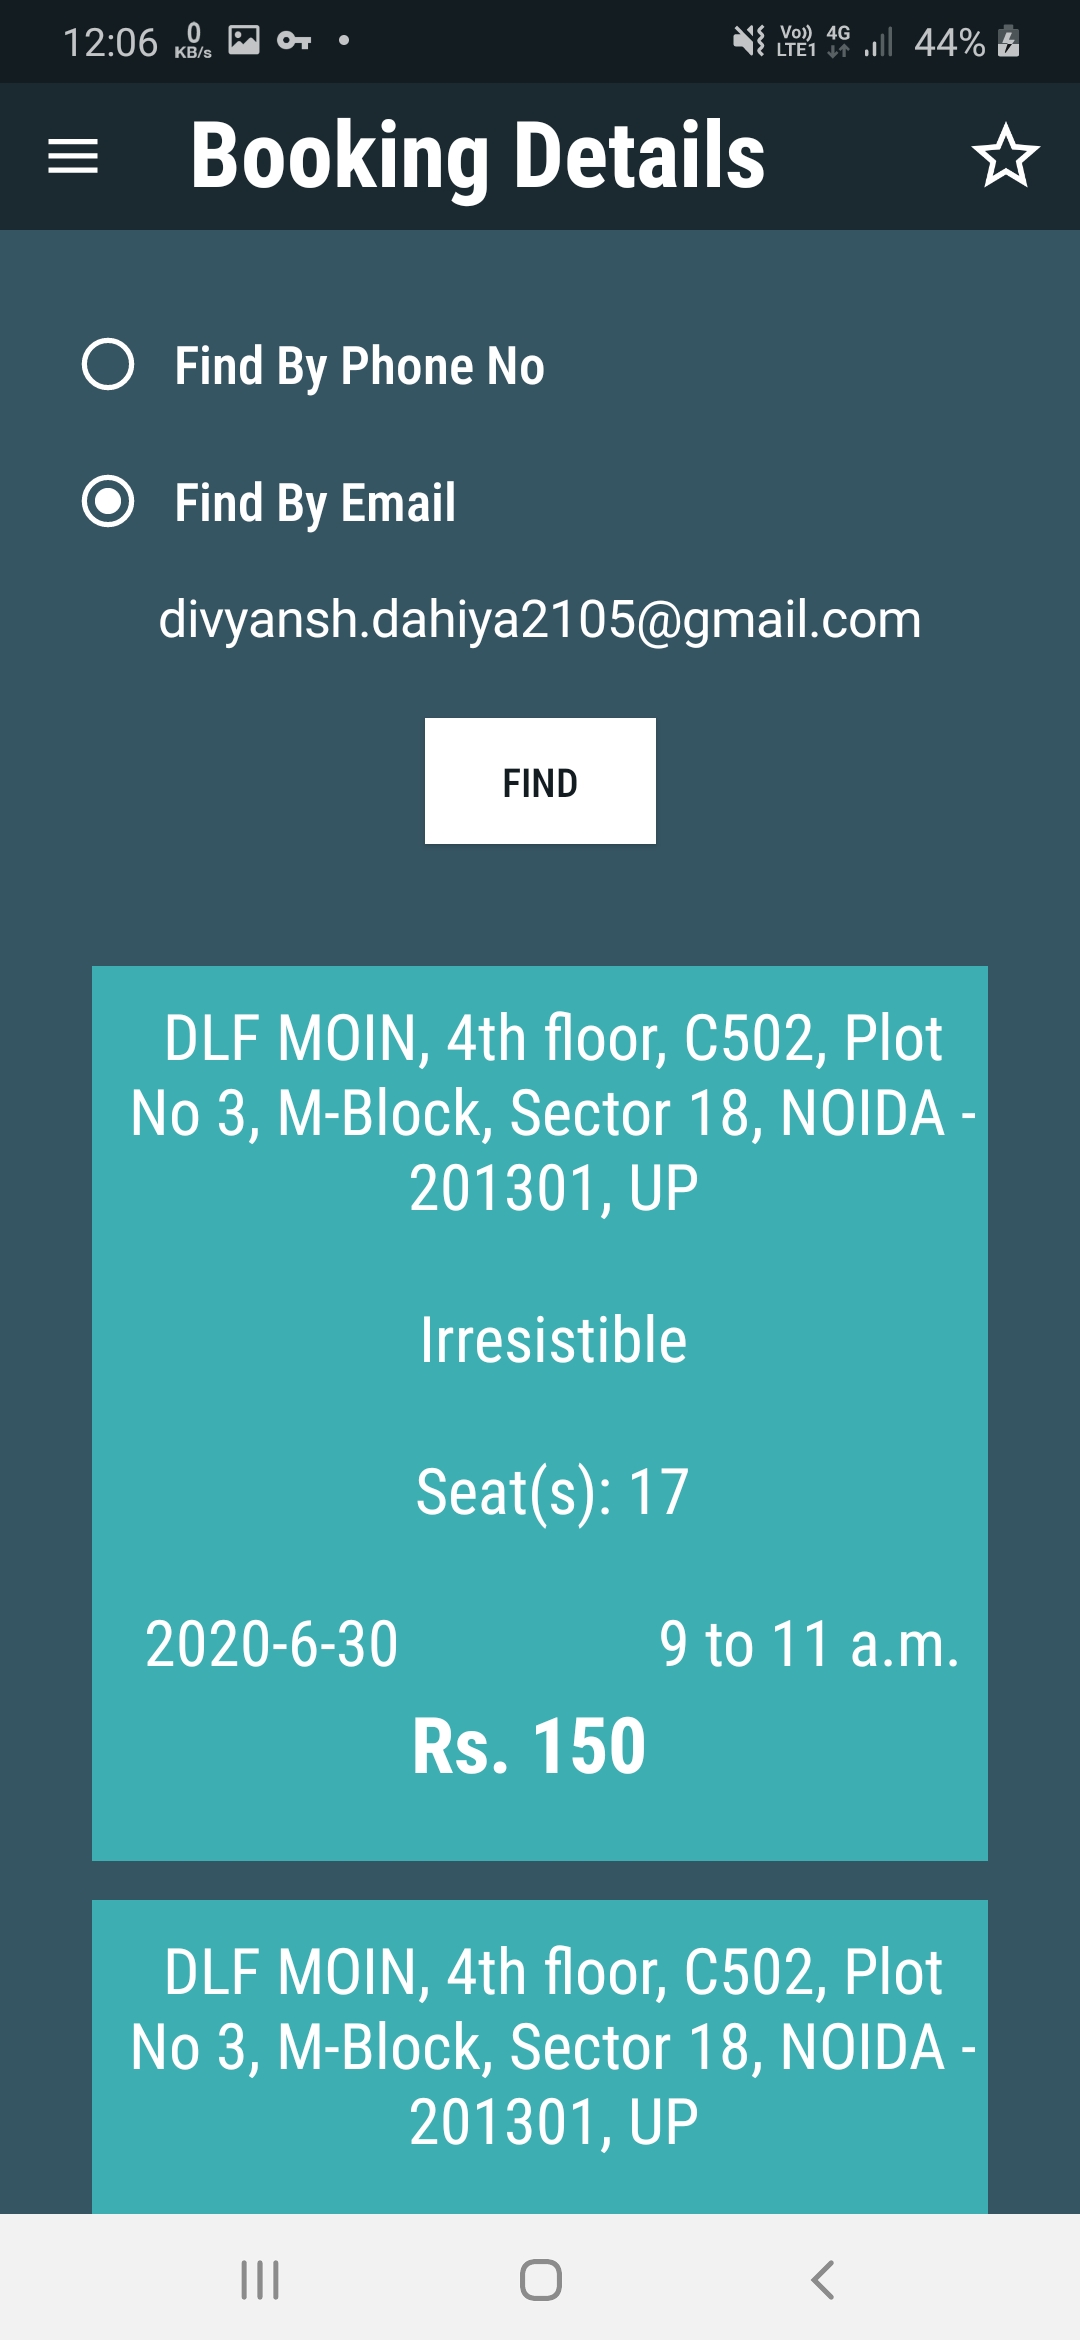 12:06 0 KB/s Vo)) LTE1 4G 44%
Booking Details
Find By Phone No
Find By Email
divyansh.dahiya2105@gmail.com
FIND
DLF MOIN, 4th floor, C502, Plot
No 3, M-Block, Sector 18, NOIDA -
201301, UP
Irresistible
Seat(s): 17
2020-6-30 9 to 11 a.m.
Rs. 150
DLF MOIN, 4th floor, C502, Plot
No 3, M-Block, Sector 18, NOIDA -
201301, UP